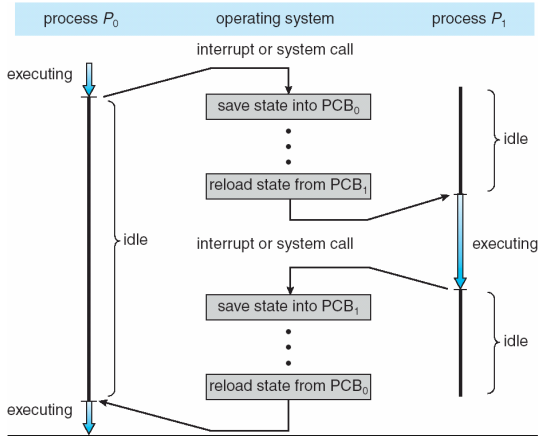 process P₀ operating system process P₁
interrupt or system call
executing
save state into PCB₀
idle
reload state from PCB₁
idle
interrupt or system call
executing
save state into PCB₁
idle
reload state from PCB₀
executing